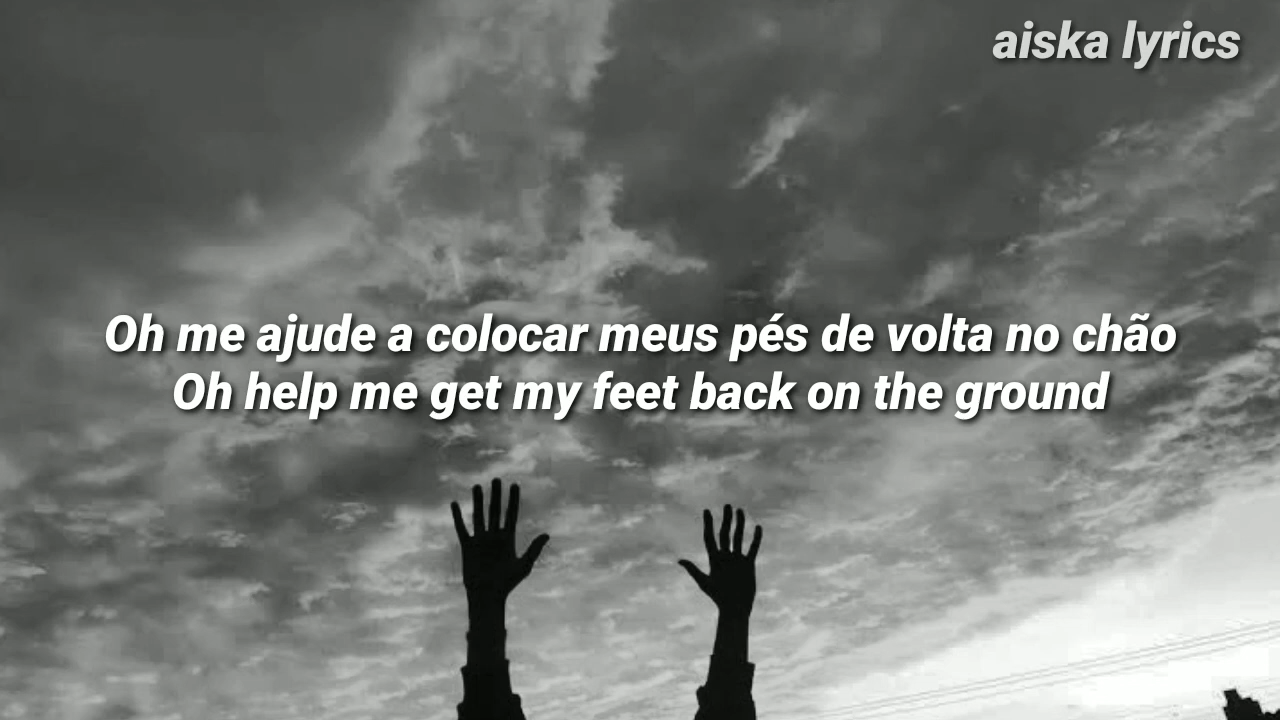 aiska lyrics
Oh me ajude a colocar meus pés de volta no chão
Oh help me get my feet back on the ground